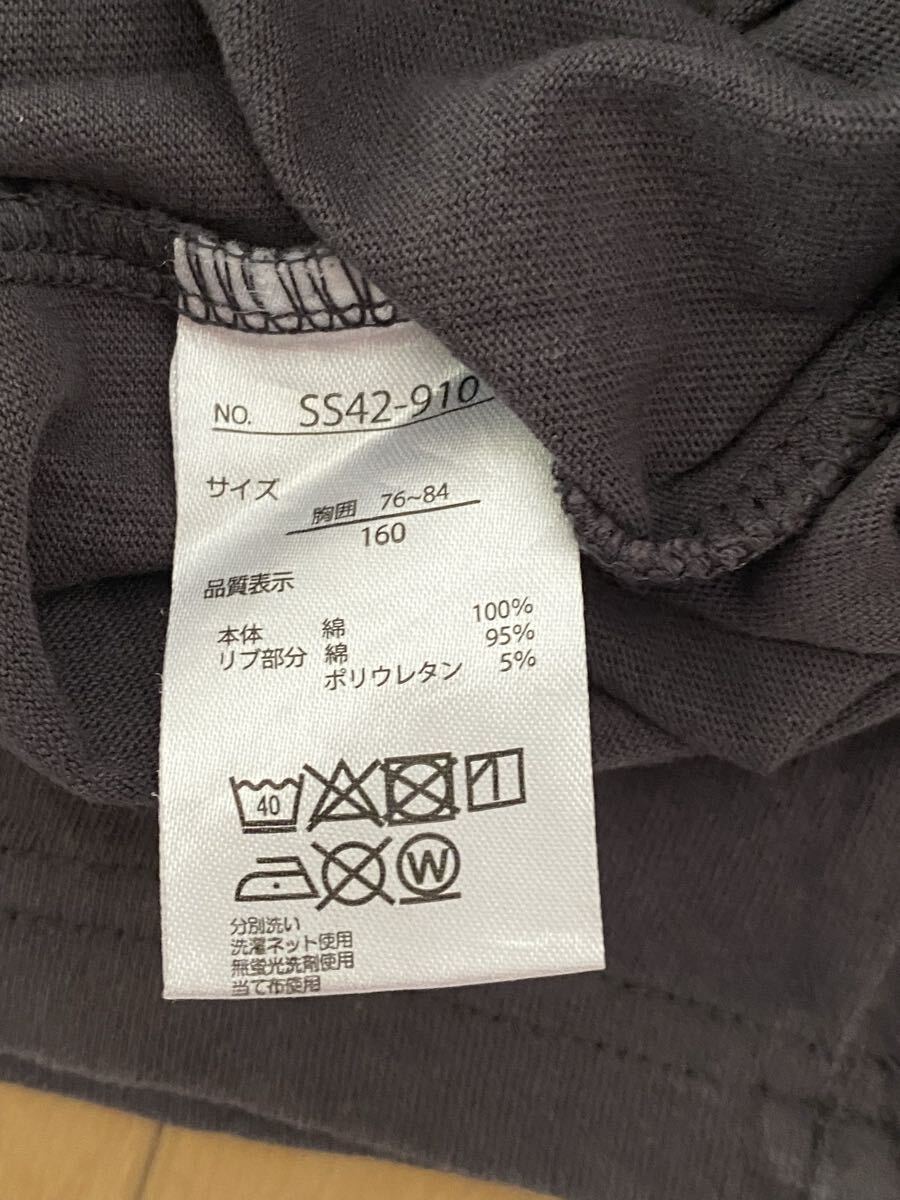 NO. SS42-910
サイズ 胸囲 76~84
160
品質表示
本体 綿 100%
リブ部分 綿 95%
ポリウレタン 5%
40
W
分別洗い
洗濯ネット使用
無蛍光洗剤使用
当て布使用